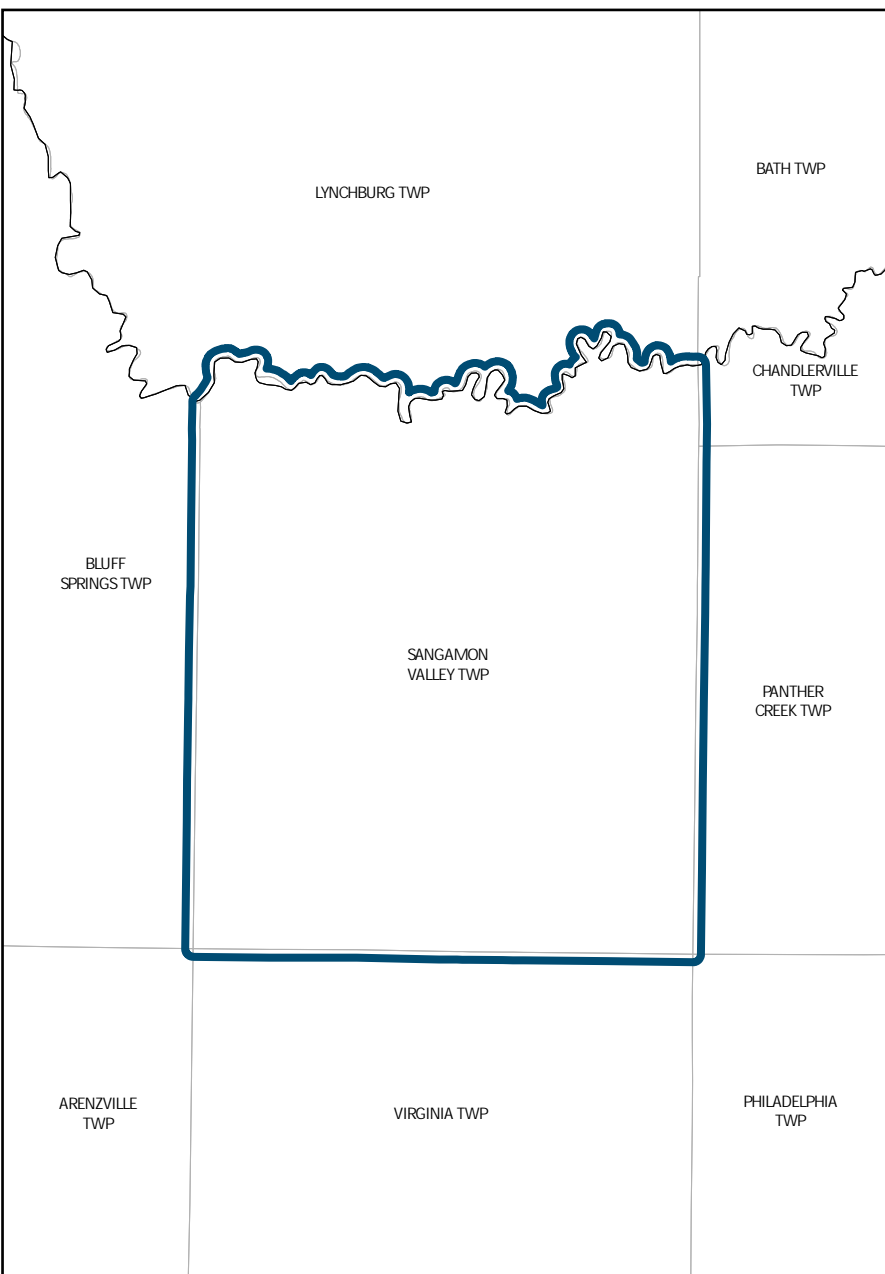 BATH TWP
LYNCHBURG TWP
CHANDLERVILLE
TWP
BLUFF
SPRINGS TWP
SANGAMON
VALLEY TWP
PANTHER
CREEK TWP
ARENZVILLE
TWP
VIRGINIA TWP
PHILADELPHIA
TWP